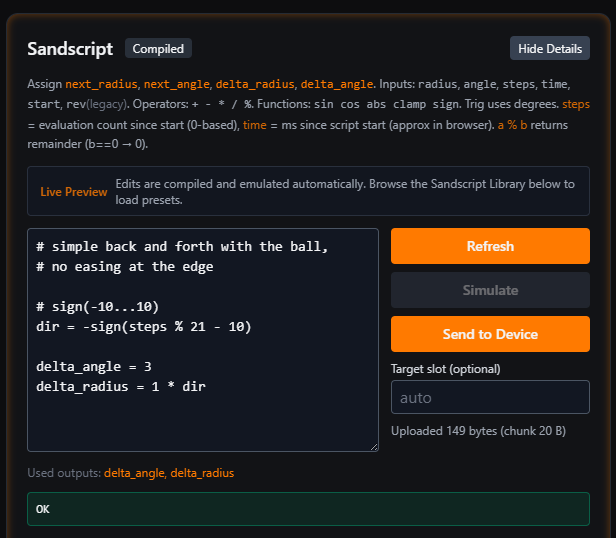 Sandscript Compiled Hide Details
Assign next_radius, next_angle, delta_radius, delta_angle. Inputs: radius, angle, steps, time,
start, rev(legacy). Operators: + - * / %. Functions: sin cos abs clamp sign. Trig uses degrees. steps
= evaluation count since start (0-based), time = ms since script start (approx in browser). a % b returns
remainder (b==0 → 0).
Live Preview Edits are compiled and emulated automatically. Browse the Sandscript Library below to
load presets.
# simple back and forth with the ball,
# no easing at the edge
# sign(-10...10)
dir = -sign(steps % 21 - 10)
delta_angle = 3
delta_radius = 1 * dir
Refresh
Simulate
Send to Device
Target slot (optional)
auto
Uploaded 149 bytes (chunk 20 B)
Used outputs: delta_angle, delta_radius
OK